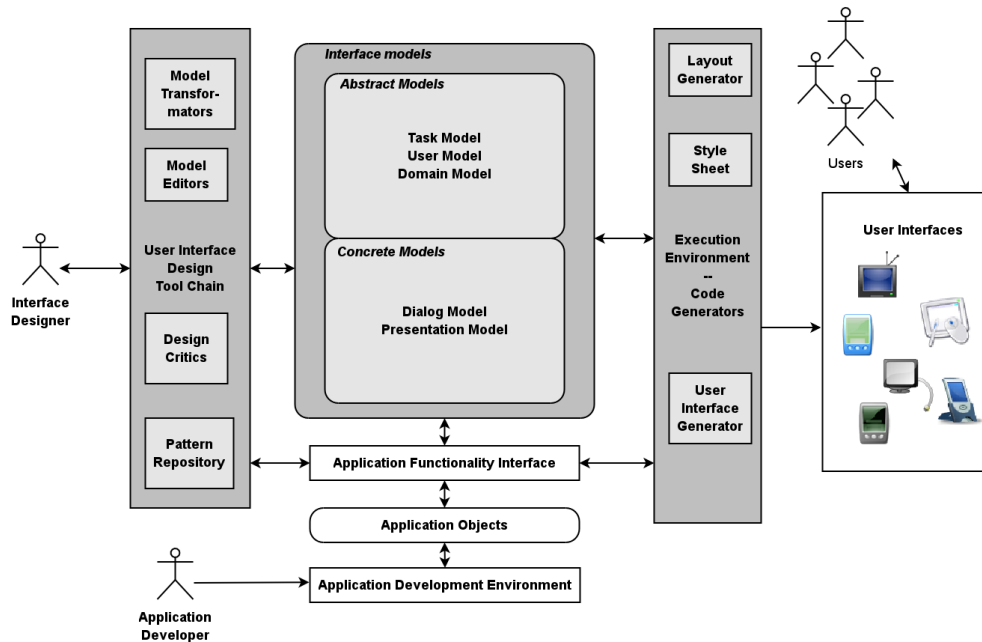 Interface
Designer
Model
Transfor-
mators
Model
Editors
User Interface
Design
Tool Chain
Design
Critics
Pattern
Repository
Interface models
Abstract Models
Task Model
User Model
Domain Model
Concrete Models
Dialog Model
Presentation Model
Application Functionality Interface
Application Objects
Application Development Environment
Application
Developer
Layout
Generator
Style
Sheet
Execution
Environment
--
Code
Generators
User
Interface
Generator
Users
User Interfaces